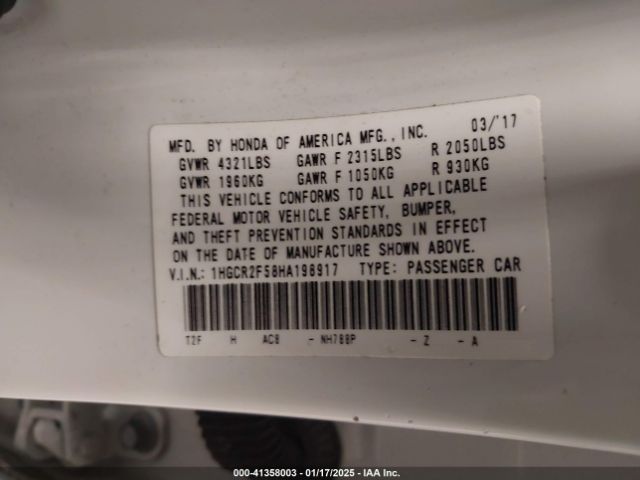 MFD. BY HONDA OF AMERICA MFG., INC. 03/'17
GVWR 4321LBS GAWR F 2315LBS R 2050LBS
GVWR 1960KG GAWR F 1050KG R 930KG
THIS VEHICLE CONFORMS TO ALL APPLICABLE
FEDERAL MOTOR VEHICLE SAFETY, BUMPER,
AND THEFT PREVENTION STANDARDS IN EFFECT
ON THE DATE OF MANUFACTURE SHOWN ABOVE.
V.I.N.: 1HGCR2F58HA198917 TYPE: PASSENGER CAR
T2F H AC8 - NH788P - Z - A
000-41358003 - 01/17/2025 - IAA Inc.